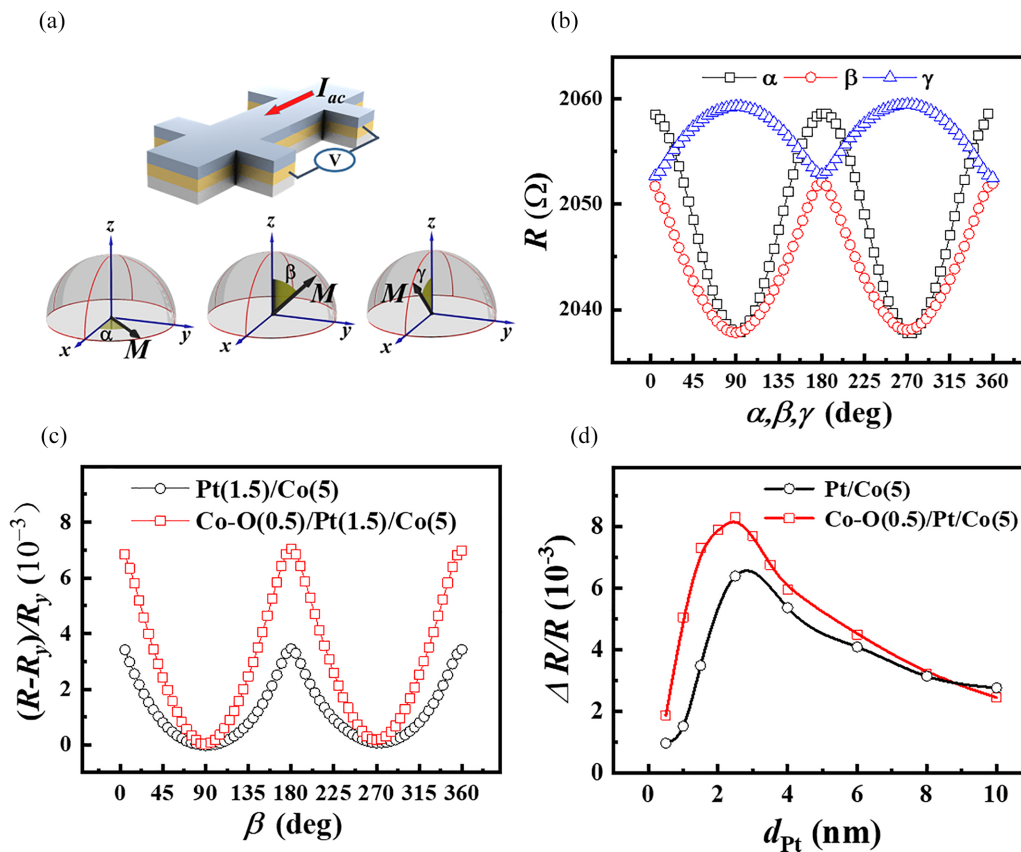 (a)
I_ac
V
z
α
M
x
y
z
β
M
x
y
z
γ
M
x
y
(b)
α β γ
2060
2050
2040
R (Ω)
0 45 90 135 180 225 270 315 360
α,β,γ (deg)
(c)
Pt(1.5)/Co(5)
Co-O(0.5)/Pt(1.5)/Co(5)
8
6
4
2
0
(R-R_y)/R_y (10⁻³)
0 45 90 135 180 225 270 315 360
β (deg)
(d)
Pt/Co(5)
Co-O(0.5)/Pt/Co(5)
8
6
4
2
0
Δ R/R (10⁻³)
0 2 4 6 8 10
d_Pt (nm)